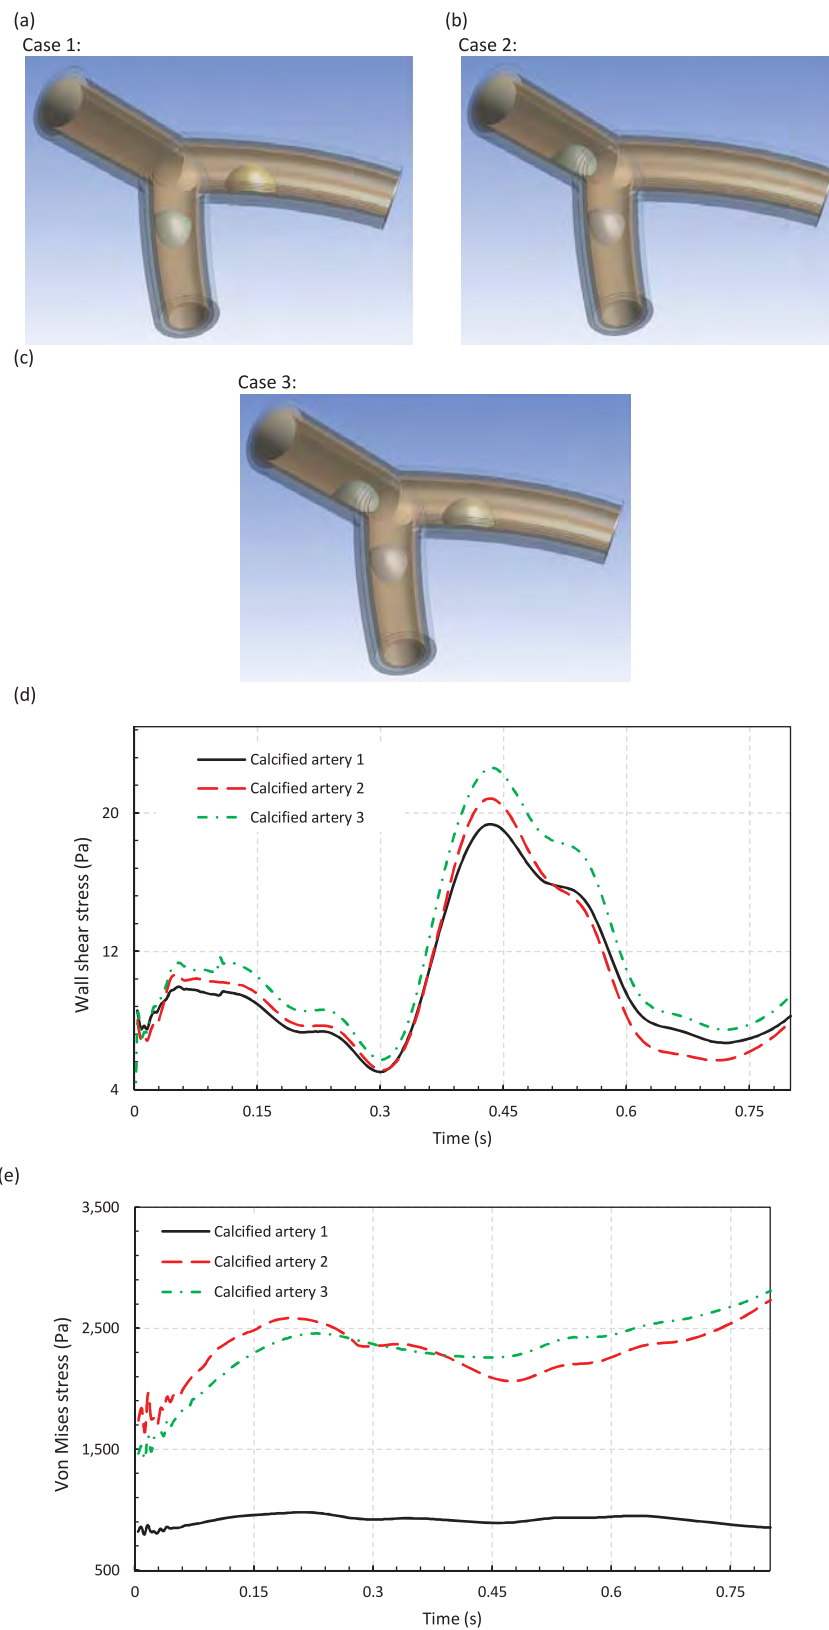 (a)
Case 1:
(b)
Case 2:
(c)
Case 3:
(d)
Calcified artery 1
Calcified artery 2
Calcified artery 3
Wall shear stress (Pa)
20
12
4
0 0.15 0.3 0.45 0.6 0.75
Time (s)
(e)
3,500
Calcified artery 1
Calcified artery 2
Calcified artery 3
Von Mises stress (Pa)
2,500
1,500
500
0 0.15 0.3 0.45 0.6 0.75
Time (s)